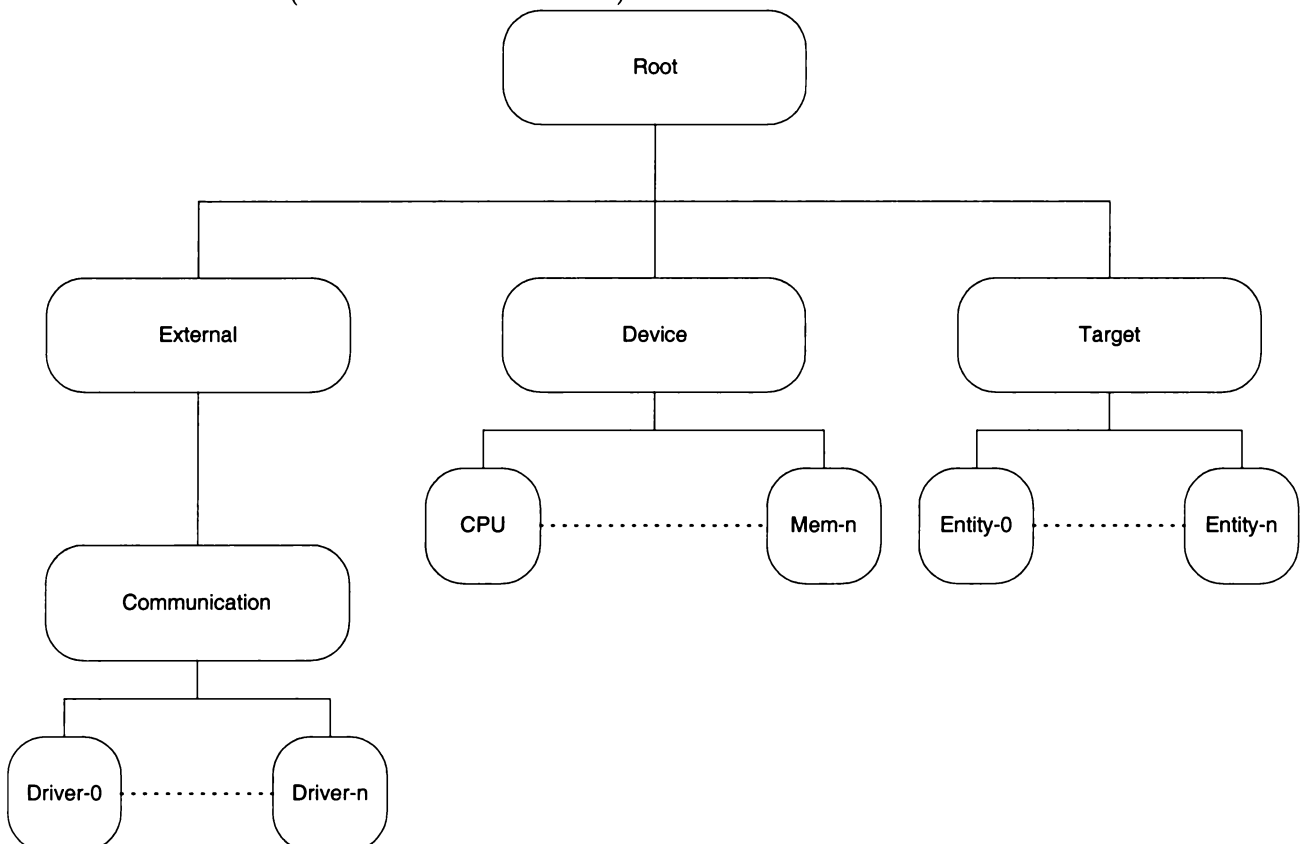 Root
External
Device
Target
CPU
Mem-n
Entity-0
Entity-n
Communication
Driver-0
Driver-n